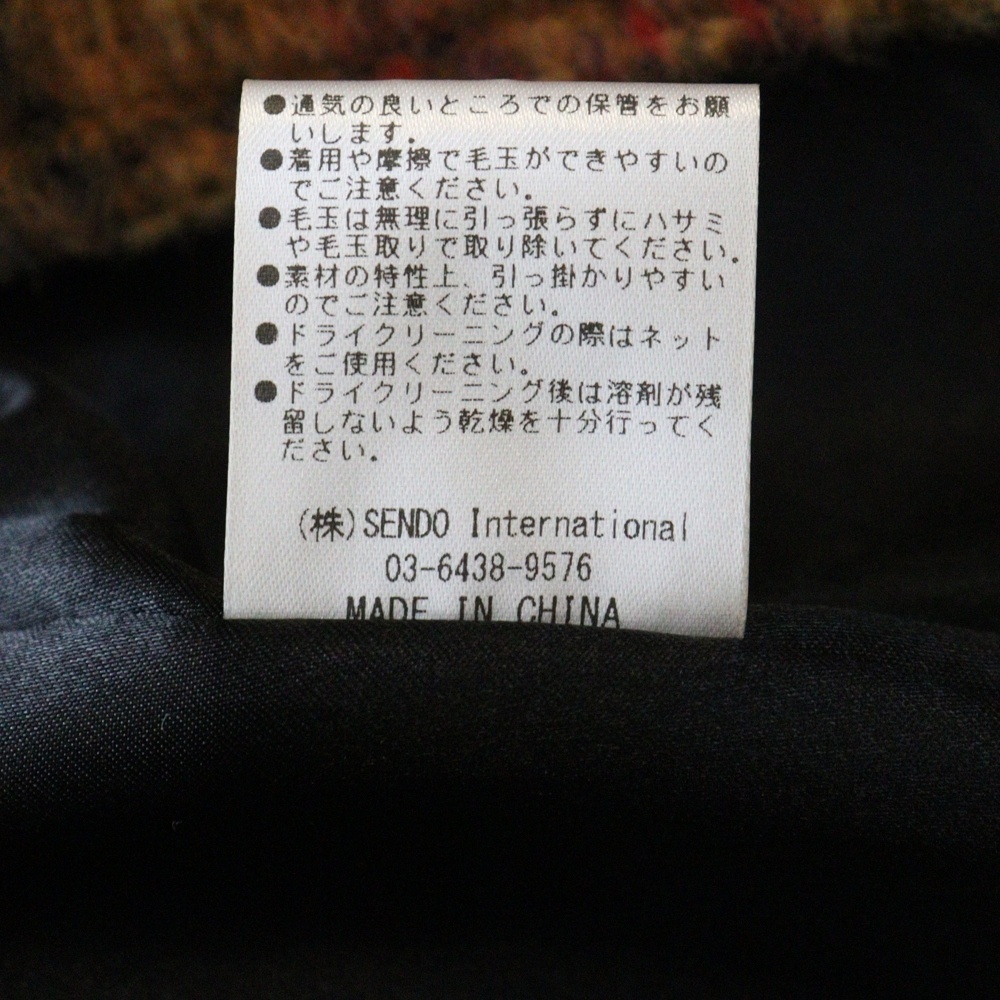 ●通気の良いところでの保管をお願
いします。
●着用や摩擦で毛玉ができやすいの
でご注意ください。
●毛玉は無理に引っ張らずにハサミ
や毛玉取りで取り除いてください。
●素材の特性上、引っ掛かりやすい
のでご注意ください。
●ドライクリーニングの際はネット
をご使用ください。
●ドライクリーニング後は溶剤が残
留しないよう乾燥を十分行ってく
ださい。
(株)SENDO International
03-6438-9576
MADE IN CHINA